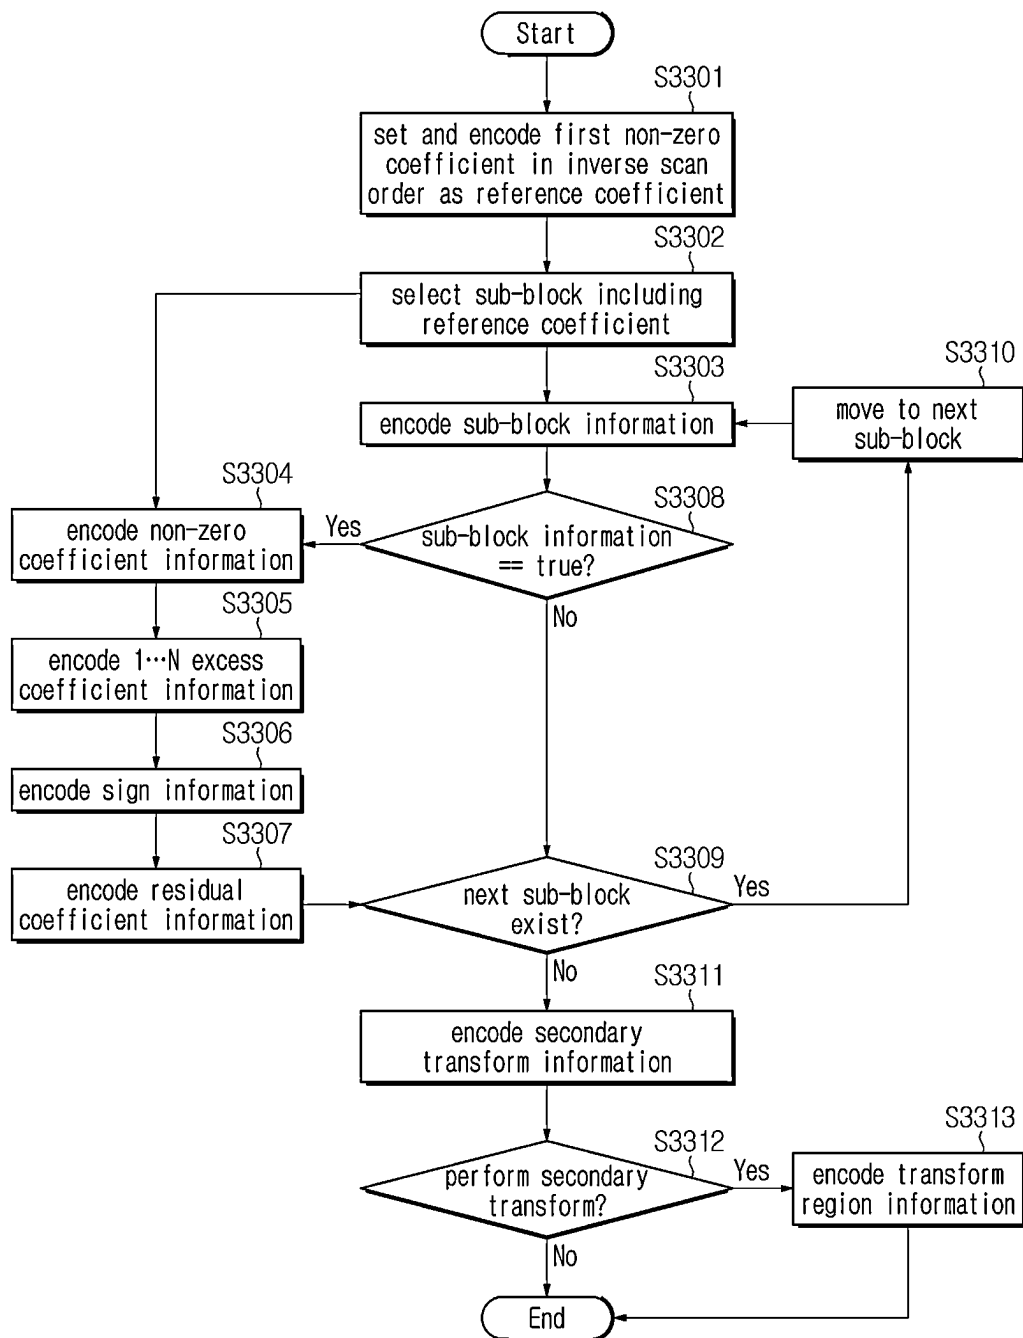 Start
S3301
set and encode first non-zero
coefficient in inverse scan
order as reference coefficient
S3302
select sub-block including
reference coefficient
S3303
encode sub-block information
S3310
move to next
sub-block
S3304
encode non-zero
coefficient information
Yes
S3308
sub-block information
== true?
No
S3305
encode 1⋯N excess
coefficient information
S3306
encode sign information
S3307
encode residual
coefficient information
S3309
next sub-block
exist?
Yes
No
S3311
encode secondary
transform information
S3312
perform secondary
transform?
Yes
No
S3313
encode transform
region information
End